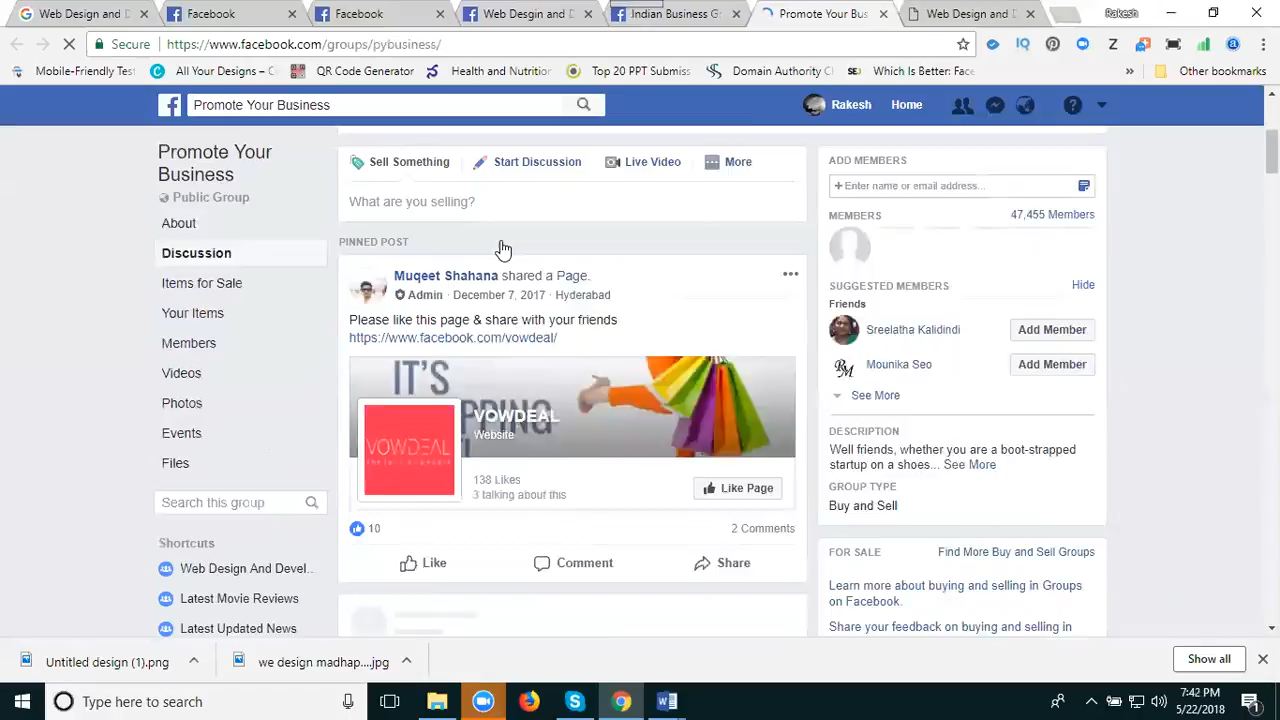 Web Design and D
Facebook
Facebook
Web Desgin and D
Indian Business Gr
Promote Your Bus
Web Desgin and D
Rakesh
Secure
https://www.facebook.com/groups/pybusiness/
Mobile-Friendly Test
All Your Designs – C
QR Code Generator
Health and Nutrition
Top 20 PPT Submiss
Domain Authority C
Which Is Better: Face
»
Other bookmarks
Promote Your Business
Rakesh
Home
Promote Your
Business
Public Group
About
Discussion
Items for Sale
Your Items
Members
Videos
Photos
Events
Files
Search this group
Shortcuts
Web Design And Devel...
Latest Movie Reviews
Latest Updated News
Sell Something
Start Discussion
Live Video
More
What are you selling?
PINNED POST
Muqeet Shahana shared a Page.
Admin · December 7, 2017 · Hyderabad
Please like this page & share with your friends
https://www.facebook.com/vowdeal/
IT'S
PPING
VOWDEAL
VOWDEAL
Website
138 Likes
3 talking about this
Like Page
10
2 Comments
Like
Comment
Share
ADD MEMBERS
+ Enter name or email address...
MEMBERS
47,455 Members
SUGGESTED MEMBERS
Hide
Friends
Sreelatha Kalidindi
Add Member
Mounika Seo
Add Member
See More
DESCRIPTION
Well friends, whether you are a boot-strapped
startup on a shoes... See More
GROUP TYPE
Buy and Sell
FOR SALE
Find More Buy and Sell Groups
Learn more about buying and selling in Groups
on Facebook.
Share your feedback on buying and selling in
Untitled design (1).png
we design madhap....jpg
Show all
Type here to search
7:42 PM
5/22/2018